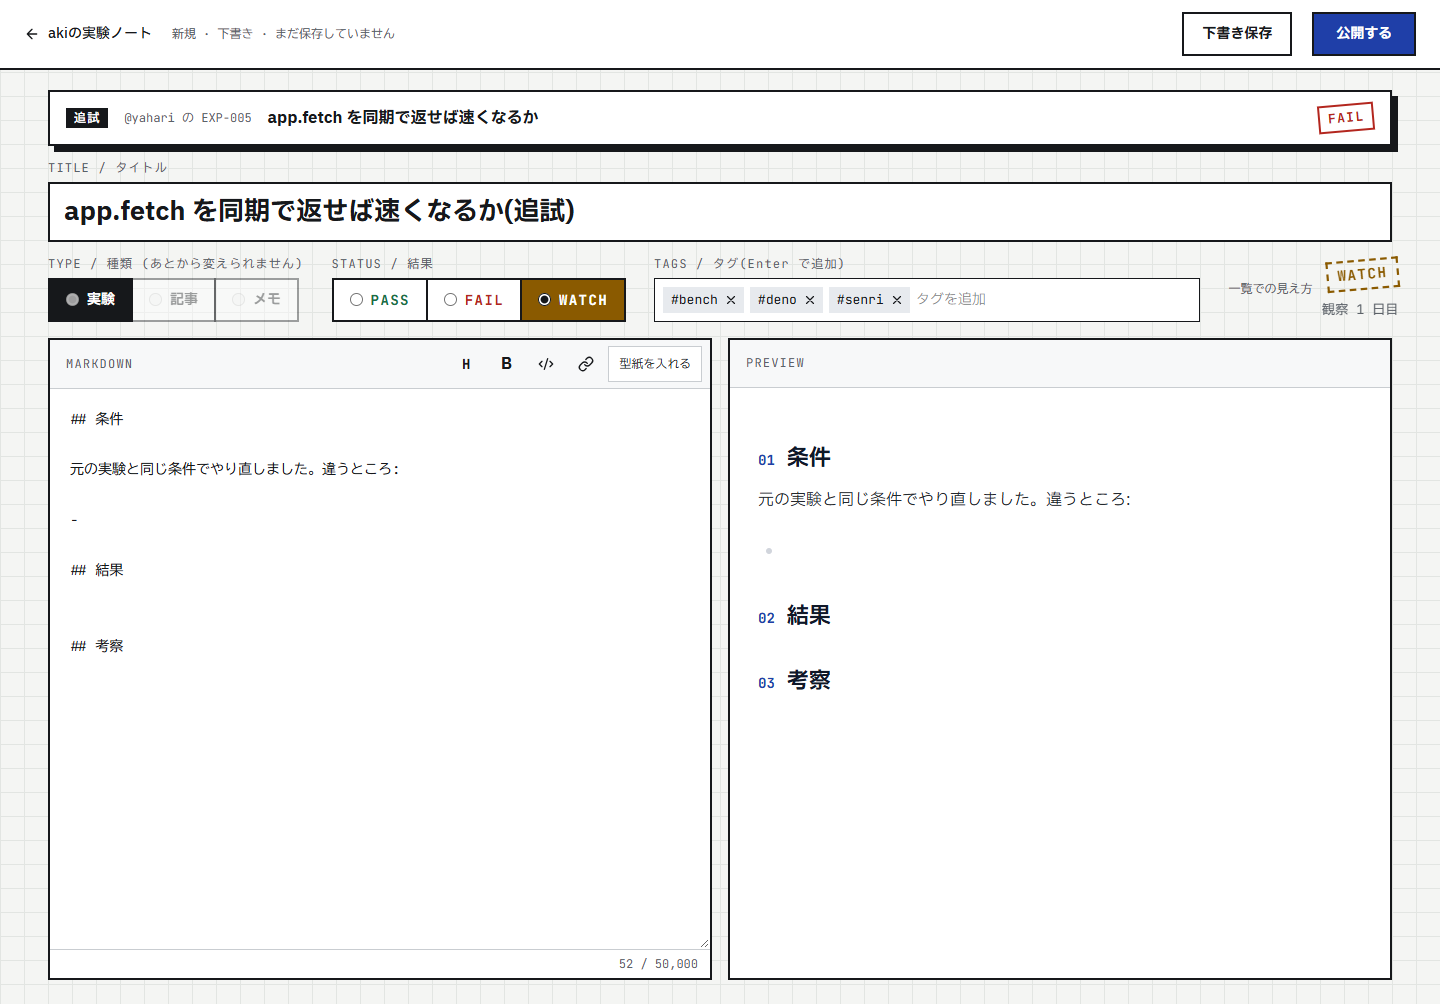 ← akiの実験ノート 新規 · 下書き · まだ保存していません 下書き保存 公開する
追試 @yahari の EXP-005 app.fetch を同期で返せば速くなるか FAIL
TITLE / タイトル
app.fetch を同期で返せば速くなるか(追試)
TYPE / 種類 (あとから変えられません) STATUS / 結果 TAGS / タグ(Enter で追加)
実験 記事 メモ PASS FAIL WATCH #bench × #deno × #senri × タグを追加 一覧での見え方 WATCH
観察 1 日目
MARKDOWN H B </> 型紙を入れる
## 条件
元の実験と同じ条件でやり直しました。違うところ:
-
## 結果
## 考察
52 / 50,000
PREVIEW
01 条件
元の実験と同じ条件でやり直しました。違うところ:
02 結果
03 考察